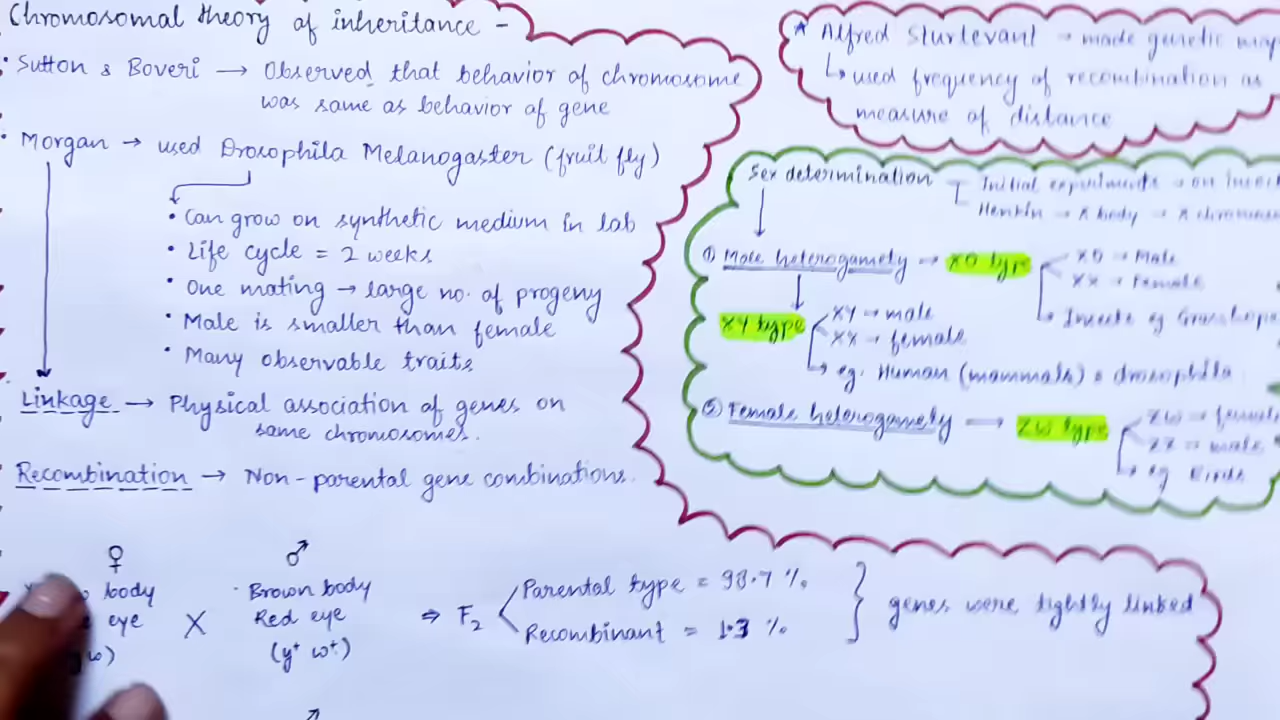 Chromosomal theory of inheritance -
• Sutton & Boveri → Observed that behavior of chromosome
was same as behavior of gene
• Morgan → used Drosophila Melanogaster (fruit fly)
• Can grow on synthetic medium in lab
• Life cycle = 2 weeks
• One mating → large no. of progeny
• Male is smaller than female
• Many observable traits
Linkage → Physical association of genes on
same chromosomes.
Recombination → Non-parental gene combinations.
♀ ♂
body Brown body
eye X Red eye
w) (y⁺ w⁺)
⇒ F₂
Parental type = 98.7 %
Recombinant = 1.3 %
genes were tightly linked
♂
* Alfred Sturtevant → made genetic map
↳ used frequency of recombination as
measure of distance
Sex determination
Initial experiments → on insect
Henkin → X body → X chromos
① Male heterogamety → XO type
XO → Male
XX → Female
↳ Insects eg Grasshope
XY type
XY → male
XX → female
↳ eg. Human (mammals) & drosophila
② Female heterogamety → ZW type
ZW → female
ZZ → male
↳ eg Birds